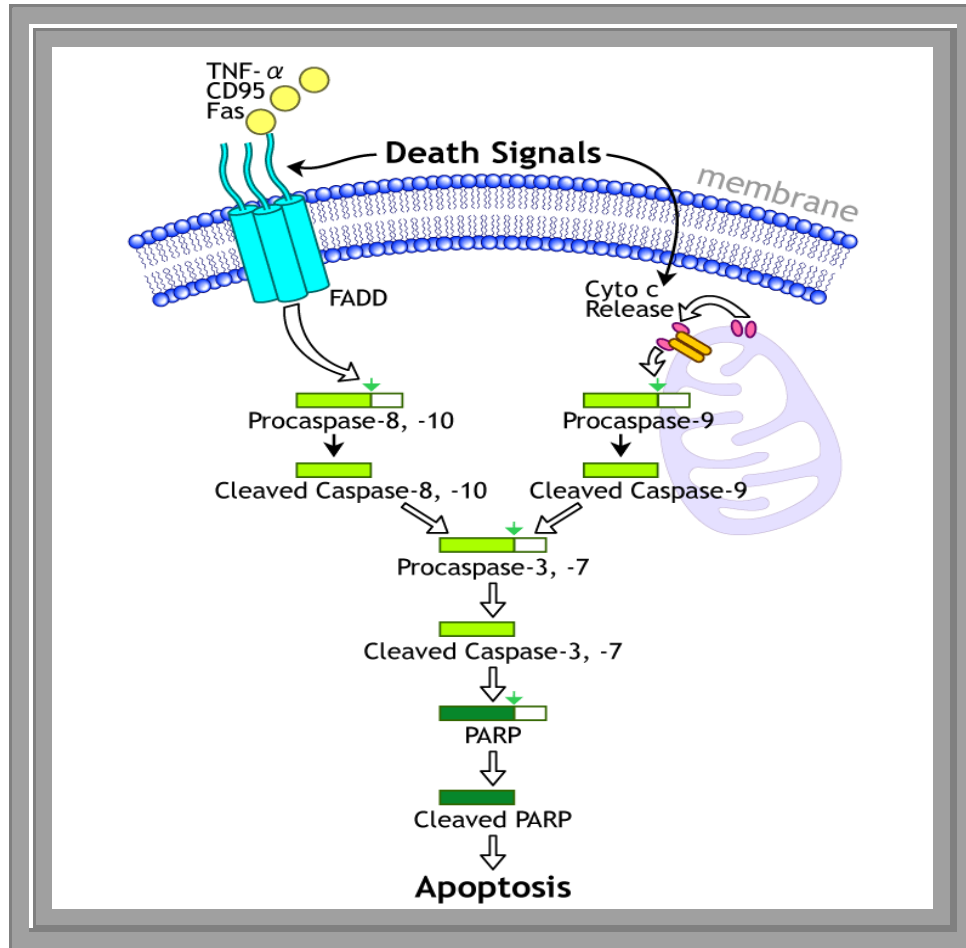 TNF- α
CD95
Fas
Death Signals
membrane
FADD
Cyto c
Release
Procaspase-8, -10
Procaspase-9
Cleaved Caspase-8, -10
Cleaved Caspase-9
Procaspase-3, -7
Cleaved Caspase-3, -7
PARP
Cleaved PARP
Apoptosis